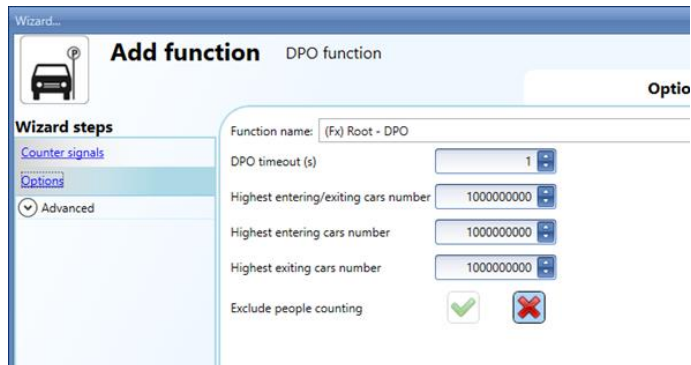 Wizard...
Add function DPO function
Wizard steps
Counter signals
Options
Advanced
Function name: (Fx) Root - DPO
DPO timeout (s) 1
Highest entering/exiting cars number 1000000000
Highest entering cars number 1000000000
Highest exiting cars number 1000000000
Exclude people counting